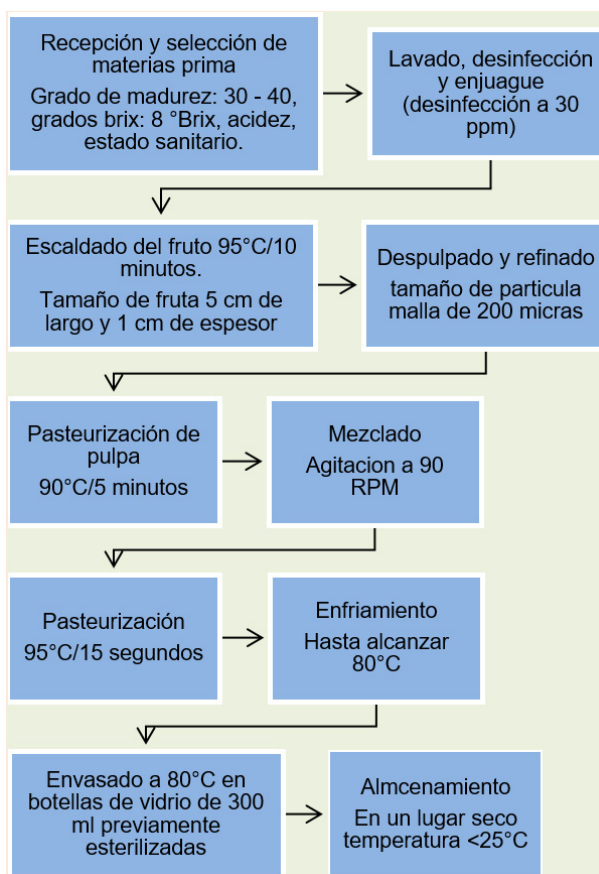 Recepción y selección de
materias prima
Grado de madurez: 30 - 40,
grados brix: 8 °Brix, acidez,
estado sanitario.
Lavado, desinfección
y enjuague
(desinfección a 30
ppm)
Escaldado del fruto 95°C/10
minutos.
Tamaño de fruta 5 cm de
largo y 1 cm de espesor
Despulpado y refinado
tamaño de particula
malla de 200 micras
Pasteurización de
pulpa
90°C/5 minutos
Mezclado
Agitacion a 90
RPM
Pasteurización
95°C/15 segundos
Enfriamiento
Hasta alcanzar
80°C
Envasado a 80°C en
botellas de vidrio de 300
ml previamente
esterilizadas
Almcenamiento
En un lugar seco
temperatura <25°C